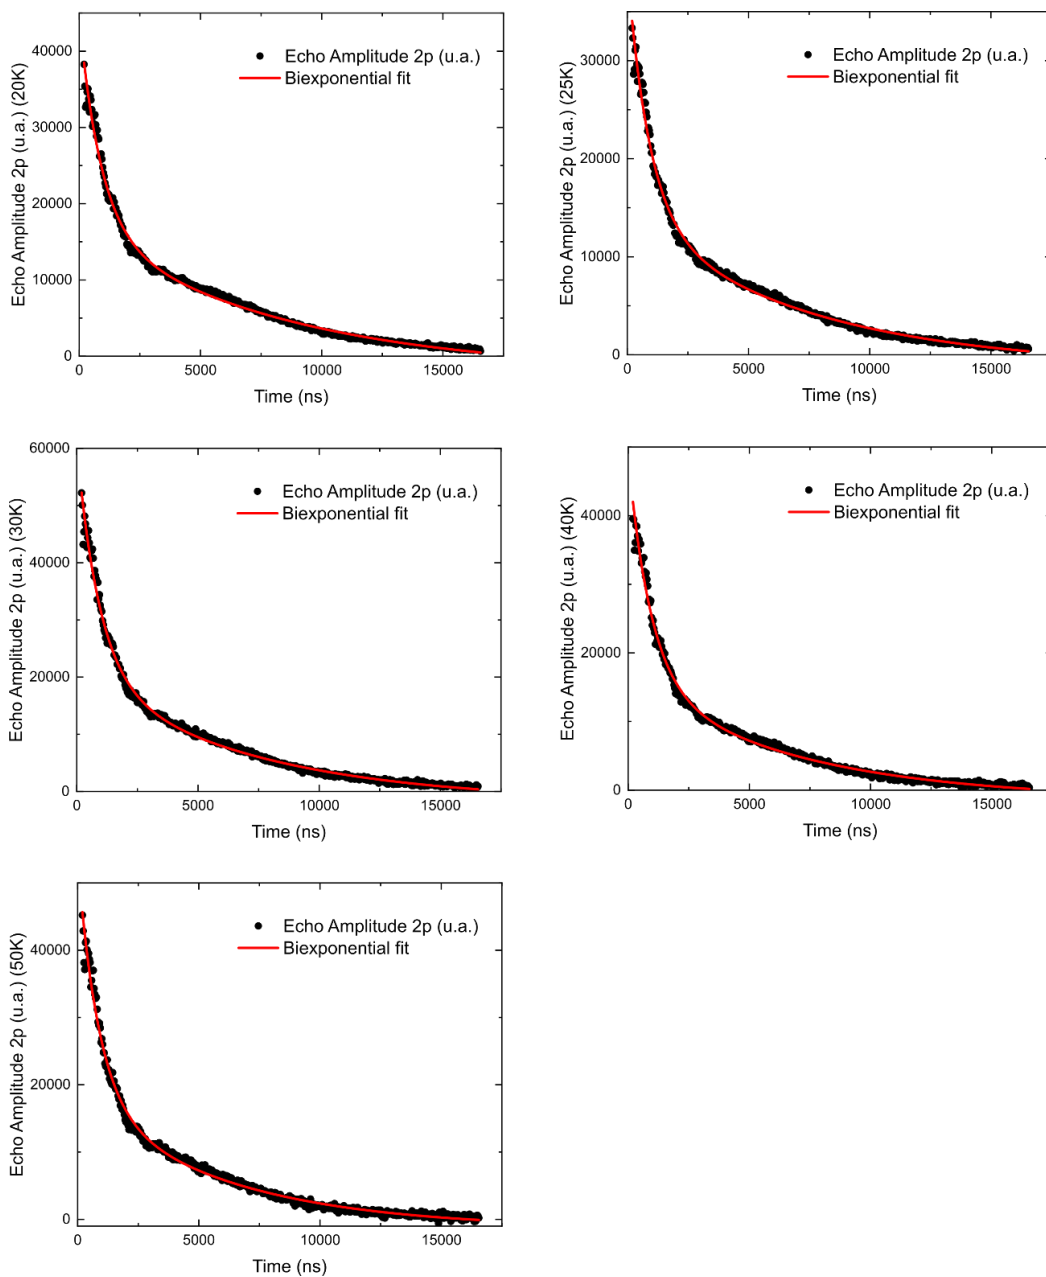 Echo Amplitude 2p (u.a.) (20K)
40000
30000
20000
10000
0
Echo Amplitude 2p (u.a.)
Biexponential fit
0 5000 10000 15000
Time (ns)
Echo Amplitude 2p (u.a.) (25K)
30000
20000
10000
0
Echo Amplitude 2p (u.a.)
Biexponential fit
0 5000 10000 15000
Time (ns)
Echo Amplitude 2p (u.a.) (30K)
60000
40000
20000
0
Echo Amplitude 2p (u.a.)
Biexponential fit
0 5000 10000 15000
Time (ns)
Echo Amplitude 2p (u.a.) (40K)
40000
20000
0
Echo Amplitude 2p (u.a.)
Biexponential fit
0 5000 10000 15000
Time (ns)
Echo Amplitude 2p (u.a.) (50K)
40000
20000
0
Echo Amplitude 2p (u.a.)
Biexponential fit
0 5000 10000 15000
Time (ns)